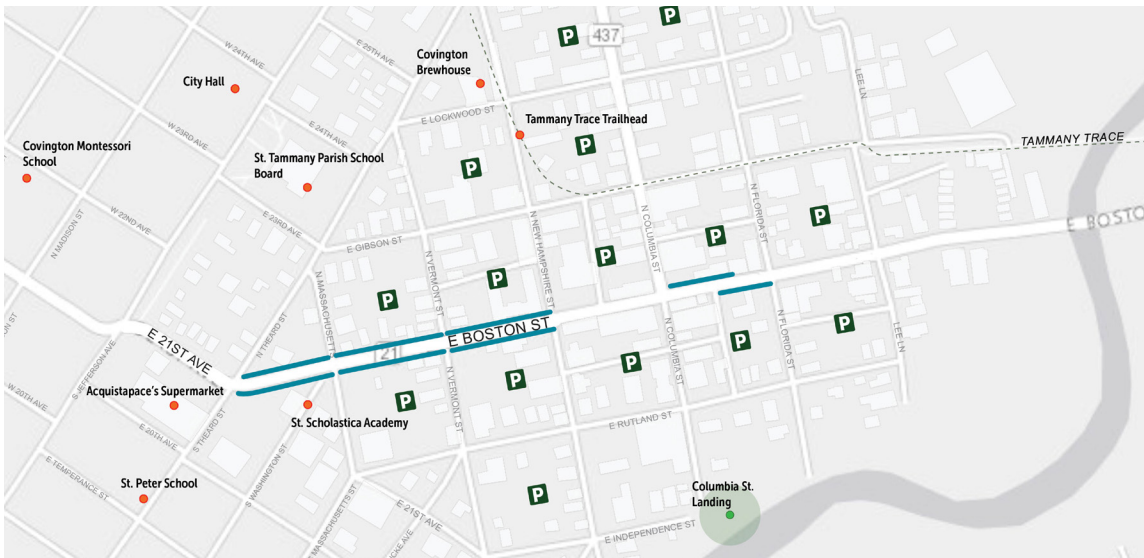 P
P
437
W 24TH AVE
E 25TH AVE
Covington
Brewhouse
LEE LN
City Hall
E LOCKWOOD ST
Tammany Trace Trailhead
W 23RD AVE
E 24TH AVE
P
TAMMANY TRACE
Covington Montessori
School
St. Tammany Parish School
Board
P
W 22ND AVE
E 23RD AVE
N MADISON ST
E GIBSON ST
N NEW HAMPSHIRE ST
N COLUMBIA ST
N FLORIDA ST
P
P
E BOSTO
P
N MASSACHUSETT
N VERMONT ST
P
P
E 21ST AVE
N THEARD ST
21
E BOSTON ST
P
P
P
N COLUMBIA ST
N FLORIDA ST
LEE LN
S JEFFERSON AVE
W 20TH AVE
Acquistapace's Supermarket
P
P
N VERMONT ST
St. Scholastica Academy
S THEARD ST
E 20TH AVE
E RUTLAND ST
E TEMPERANCE ST
St. Peter School
S WASHINGTON ST
S MASSACHUSETTS ST
P
E 21ST AVE
Columbia St.
Landing
E INDEPENDENCE ST